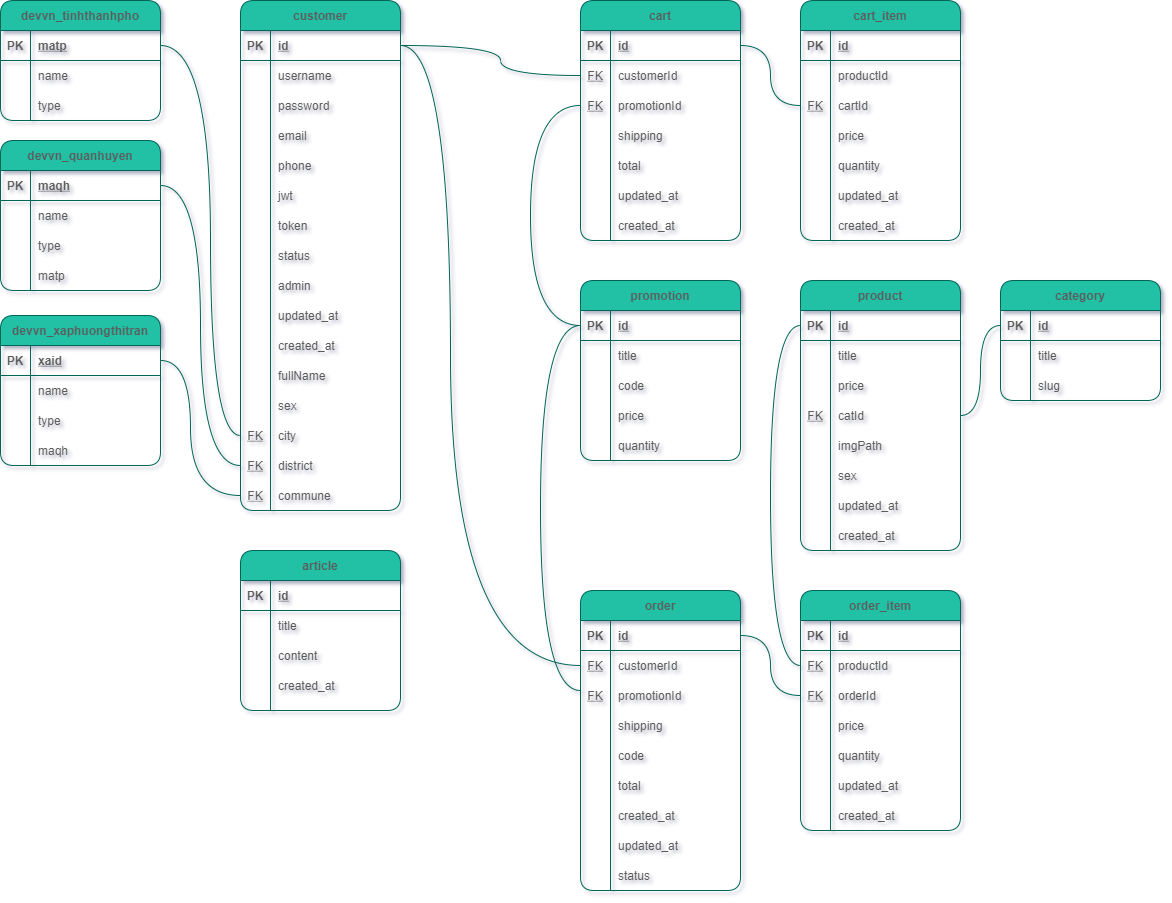 devvn_tinhthanhpho
PK matp
name
type
devvn_quanhuyen
PK maqh
name
type
matp
devvn_xaphuongthitran
PK xaid
name
type
maqh
customer
PK id
username
password
email
phone
jwt
token
status
admin
updated_at
created_at
fullName
sex
FK city
FK district
FK commune
article
PK id
title
content
created_at
cart
PK id
FK customerId
FK promotionId
shipping
total
updated_at
created_at
cart_item
PK id
productId
FK cartId
price
quantity
updated_at
created_at
promotion
PK id
title
code
price
quantity
product
PK id
title
price
FK catId
imgPath
sex
updated_at
created_at
category
PK id
title
slug
order
PK id
FK customerId
FK promotionId
shipping
code
total
created_at
updated_at
status
order_item
PK id
FK productId
FK orderId
price
quantity
updated_at
created_at